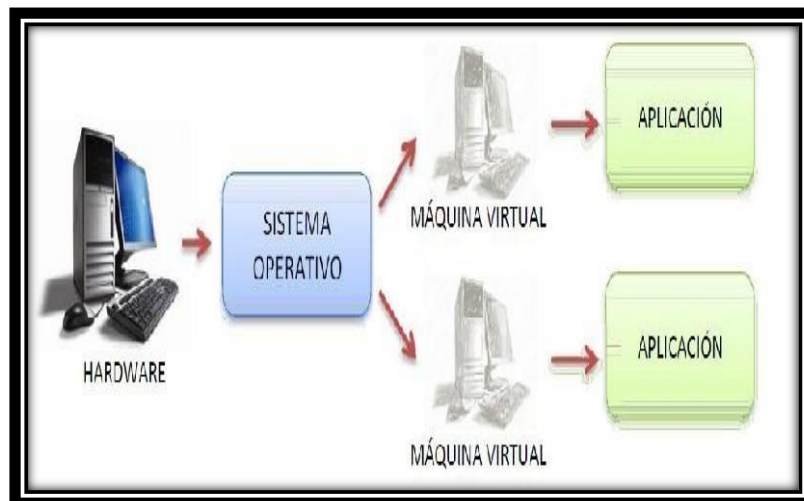 HARDWARE
SISTEMA
OPERATIVO
MÁQUINA VIRTUAL
APLICACIÓN
MÁQUINA VIRTUAL
APLICACIÓN